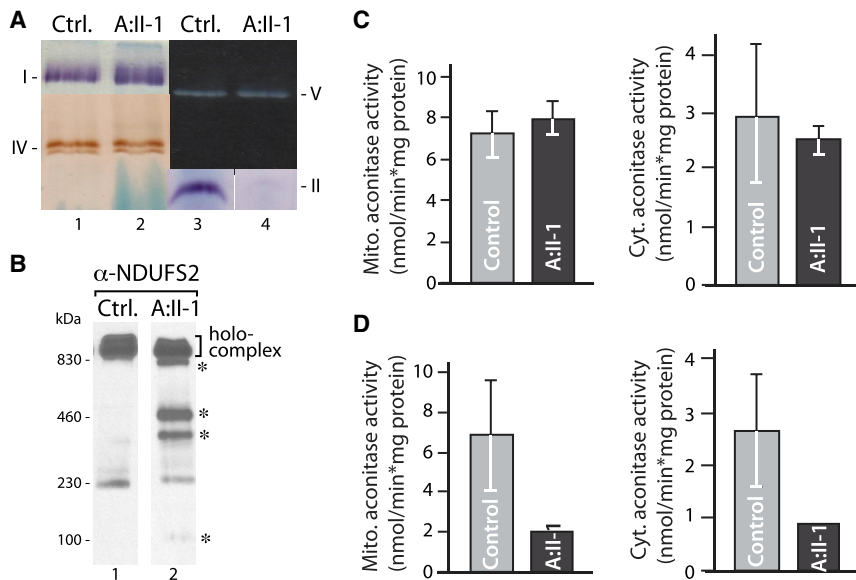 A
Ctrl. A:II-1 Ctrl. A:II-1
I -
- V
IV -
- II
1 2 3 4
B
α-NDUFS2
Ctrl. A:II-1
kDa
holo-
complex
830 -
*
460 -
*
*
230 -
100 -
*
1 2
C
Mito. aconitase activity
(nmol/min*mg protein)
10
8
6
4
2
0
Control
A:II-1
Cyt. aconitase activity
(nmol/min*mg protein)
4
3
2
1
0
Control
A:II-1
D
Mito. aconitase activity
(nmol/min*mg protein)
10
8
6
4
2
0
Control
A:II-1
Cyt. aconitase activity
(nmol/min*mg protein)
4
3
2
1
0
Control
A:II-1